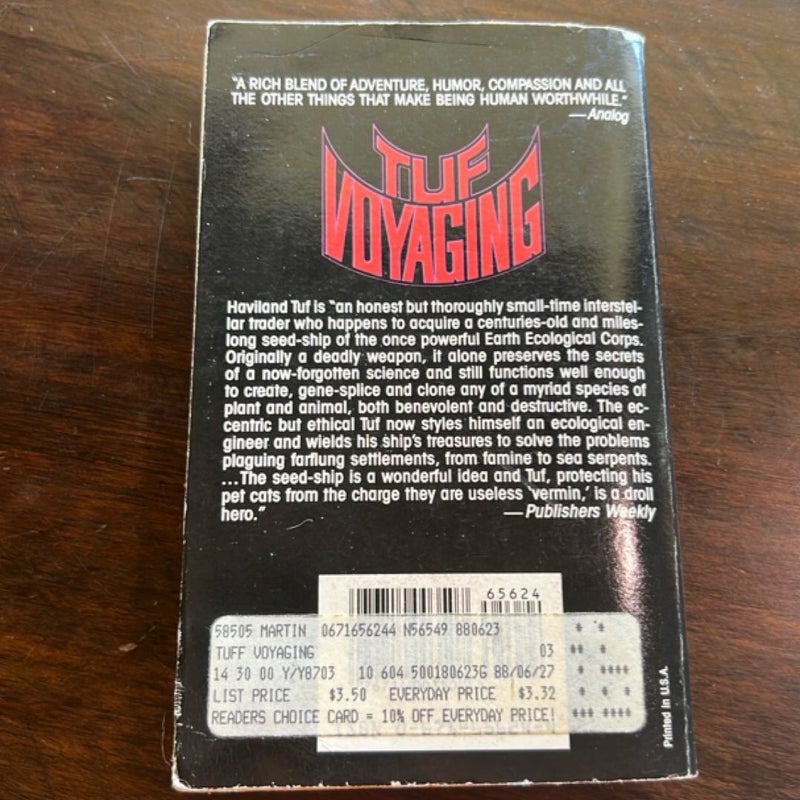 "A RICH BLEND OF ADVENTURE, HUMOR, COMPASSION AND ALL
THE OTHER THINGS THAT MAKE BEING HUMAN WORTHWHILE."
—Analog
TUF
VOYAGING
Haviland Tuf is "an honest but thoroughly small-time interstel-
lar trader who happens to acquire a centuries-old and miles-
long seed-ship of the once powerful Earth Ecological Corps.
Originally a deadly weapon, it alone preserves the secrets
of a now-forgotten science and still functions well enough
to create, gene-splice and clone any of a myriad species of
plant and animal, both benevolent and destructive. The ec-
centric but ethical Tuf now styles himself an ecological en-
gineer and wields his ship's treasures to solve the problems
plaguing farflung settlements, from famine to sea serpents.
...The seed-ship is a wonderful idea and Tuf, protecting his
pet cats from the charge they are useless 'vermin,' is a droll
hero."
—Publishers Weekly
65624
58505 MARTIN 0671656244 N56549 880623 * *
TUFF VOYAGING 03 ** *
14 30 00 Y/Y8703 10 604 500180623G 88/06/27 * ****
LIST PRICE $3.50 EVERYDAY PRICE $3.32 * * *
READERS CHOICE CARD = 10% OFF EVERYDAY PRICE! *** ****
Printed in U.S.A.